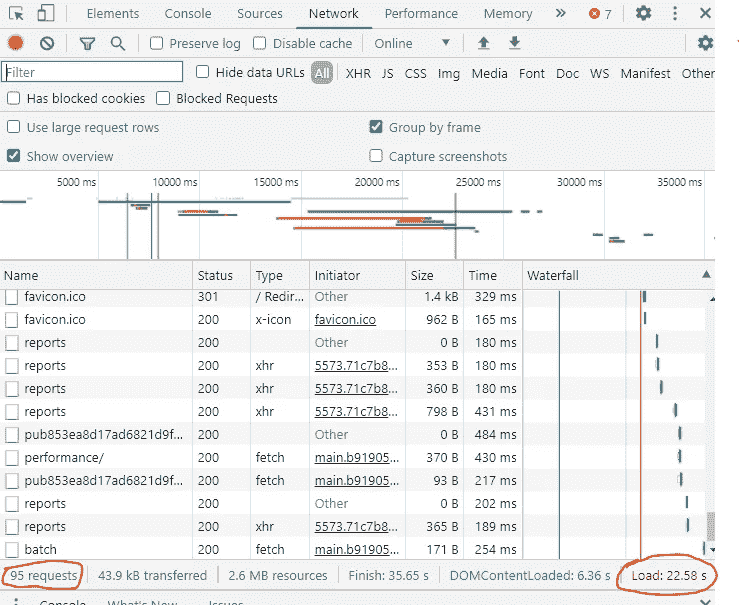 Elements Console Sources Network Performance Memory » 7
Preserve log Disable cache Online
Filter Hide data URLs All XHR JS CSS Img Media Font Doc WS Manifest Other
Has blocked cookies Blocked Requests
Use large request rows Group by frame
Show overview Capture screenshots
5000 ms 10000 ms 15000 ms 20000 ms 25000 ms 30000 ms 35000 ms
Name Status Type Initiator Size Time Waterfall
favicon.ico 301 / Redir... Other 1.4 kB 329 ms
favicon.ico 200 x-icon favicon.ico 962 B 165 ms
reports 200 Other 0 B 180 ms
reports 200 xhr 5573.71c7b8... 353 B 180 ms
reports 200 xhr 5573.71c7b8... 360 B 180 ms
reports 200 xhr 5573.71c7b8... 798 B 431 ms
pub853ea8d17ad6821d9f... 200 Other 0 B 484 ms
performance/ 200 fetch main.b91905... 370 B 430 ms
pub853ea8d17ad6821d9f... 200 fetch main.b91905... 93 B 217 ms
reports 200 Other 0 B 202 ms
reports 200 xhr 5573.71c7b8... 365 B 189 ms
batch 200 fetch main.b91905... 171 B 254 ms
95 requests 43.9 kB transferred 2.6 MB resources Finish: 35.65 s DOMContentLoaded: 6.36 s Load: 22.58 s
Console What's New Issues